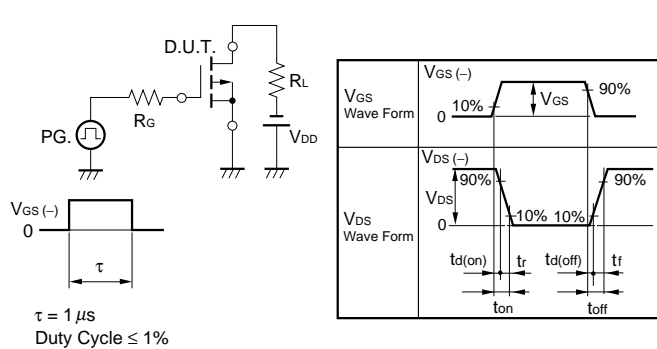 D.U.T.
RG
PG.
RL
VDD
VGS (−)
0
τ
τ = 1 μs
Duty Cycle ≤ 1%
VGS
Wave Form
VGS (−)
10%
0
VGS
90%
VDS
Wave Form
VDS (−)
90%
VDS
0
10% 10%
90%
td(on) tr td(off) tf
ton toff